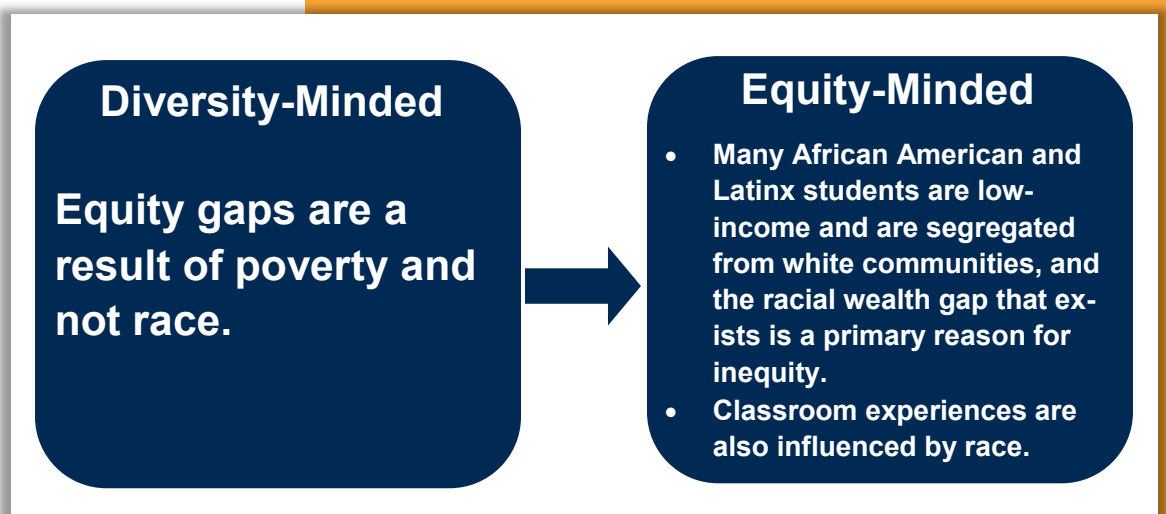 Diversity-Minded
Equity gaps are a
result of poverty and
not race.
Equity-Minded
• Many African American and
Latinx students are low-
income and are segregated
from white communities, and
the racial wealth gap that ex-
ists is a primary reason for
inequity.
• Classroom experiences are
also influenced by race.